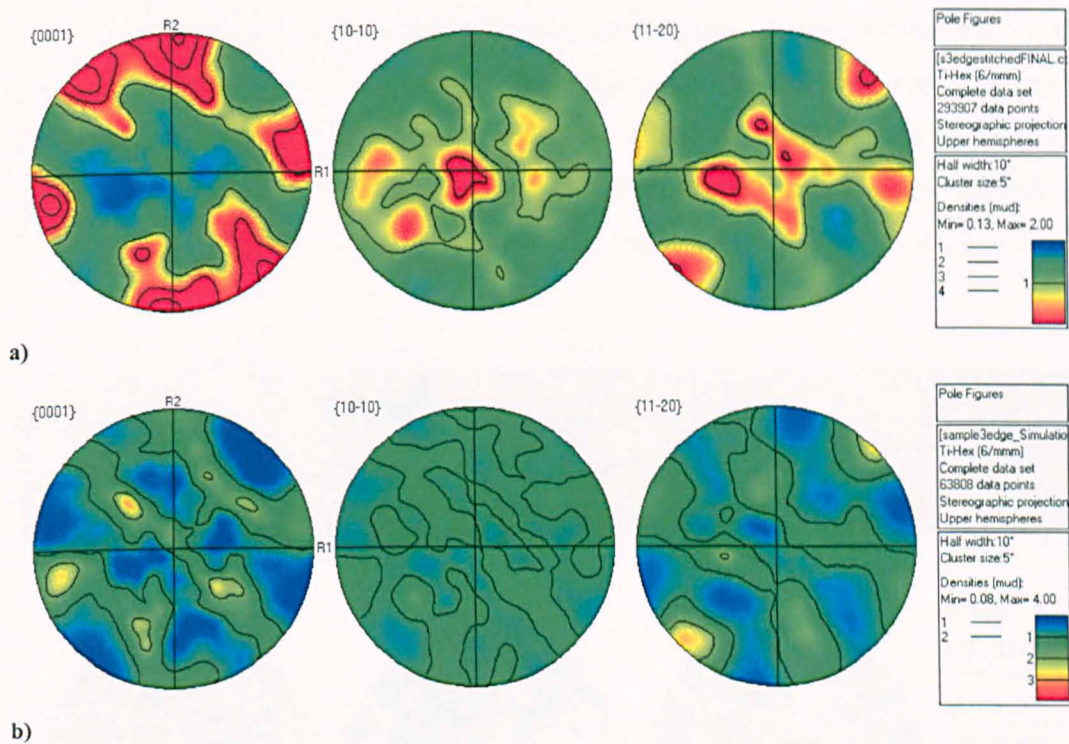 {0001}
R2
{10-10}
{11-20}
R1
Pole Figures
[s3edgestitchedFINAL.c
Ti-Hex (6/mmm)
Complete data set
293907 data points
Stereographic projection
Upper hemispheres
Half width:10°
Cluster size:5°
Densities (mud):
Min= 0.13, Max= 2.00
1
2
3
4
1
a)
{0001}
R2
{10-10}
{11-20}
R1
Pole Figures
[sample3edge_Simulatio
Ti-Hex (6/mmm)
Complete data set
63808 data points
Stereographic projection
Upper hemispheres
Half width:10°
Cluster size:5°
Densities (mud):
Min= 0.08, Max= 4.00
1
2
1
2
3
b)